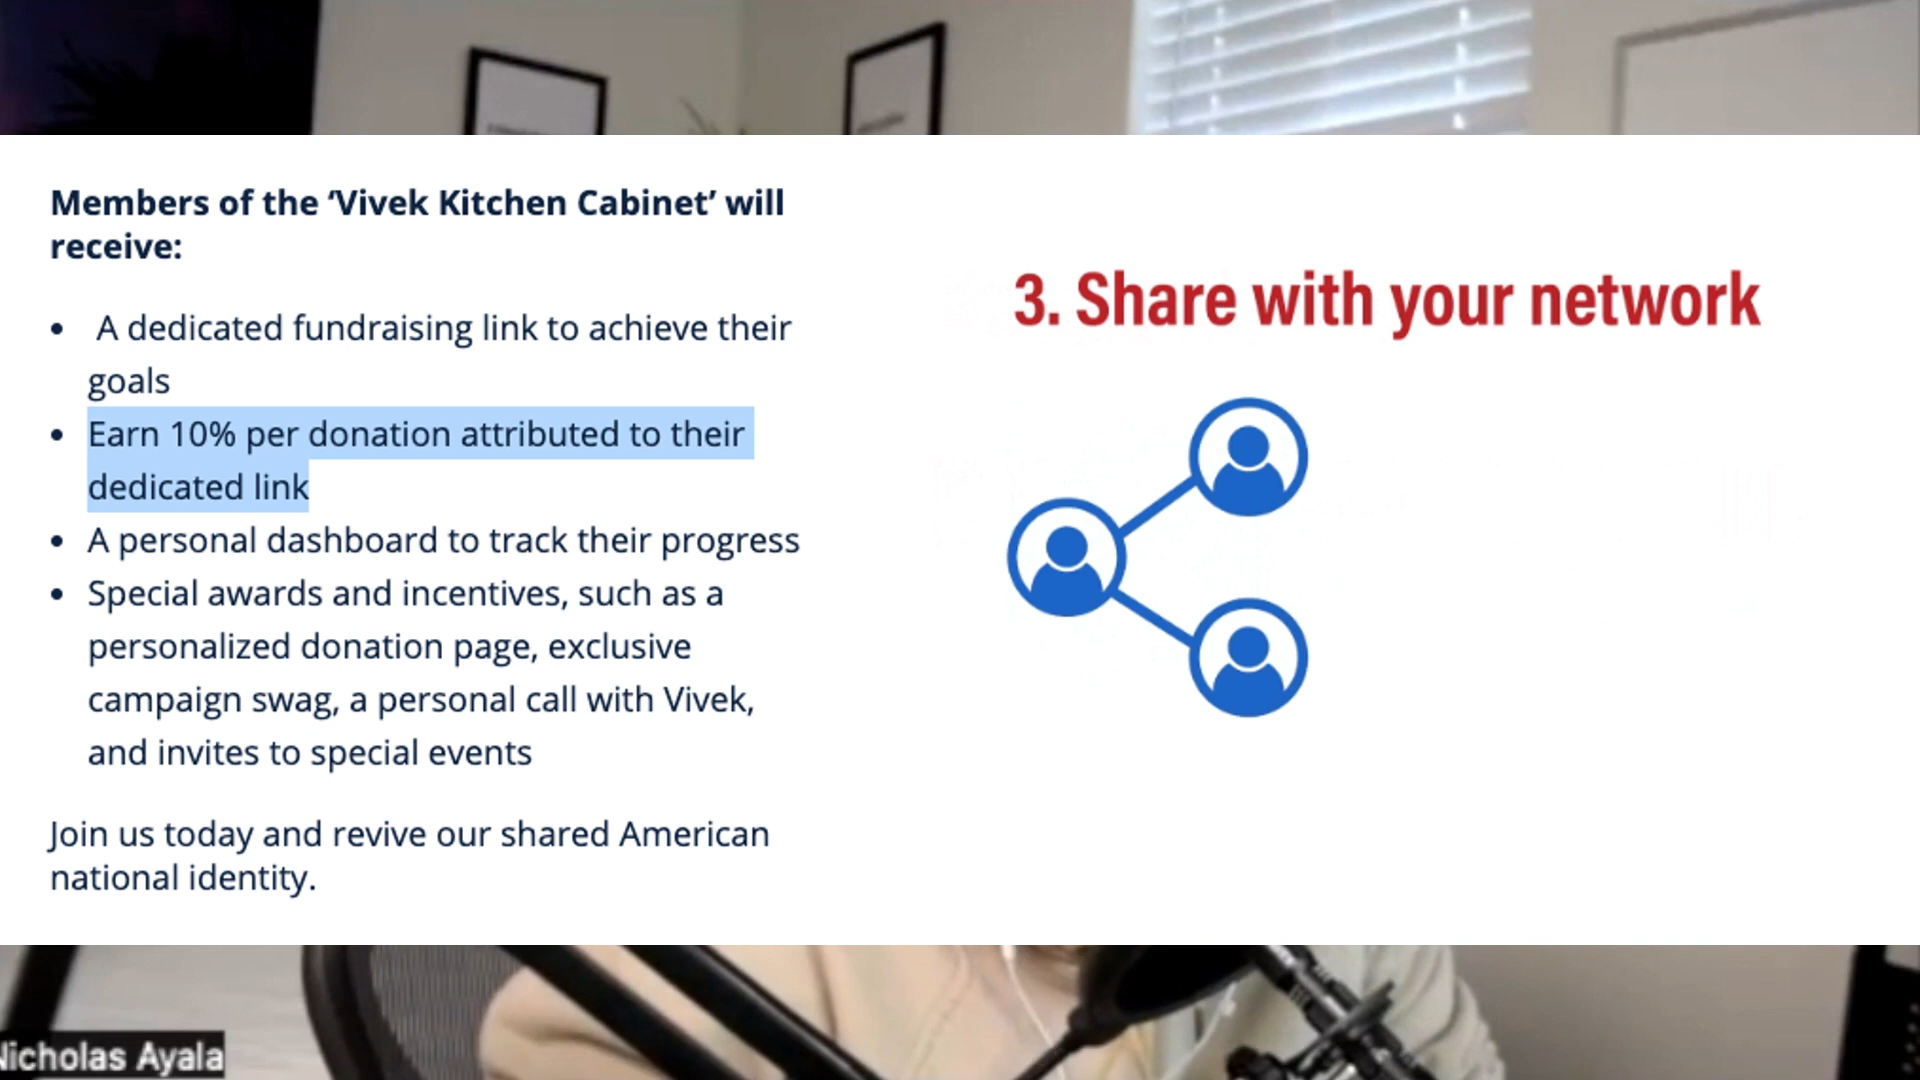 Members of the ‘Vivek Kitchen Cabinet’ will
receive:
• A dedicated fundraising link to achieve their
goals
• Earn 10% per donation attributed to their
dedicated link
• A personal dashboard to track their progress
• Special awards and incentives, such as a
personalized donation page, exclusive
campaign swag, a personal call with Vivek,
and invites to special events
Join us today and revive our shared American
national identity.
3. Share with your network
Nicholas Ayala